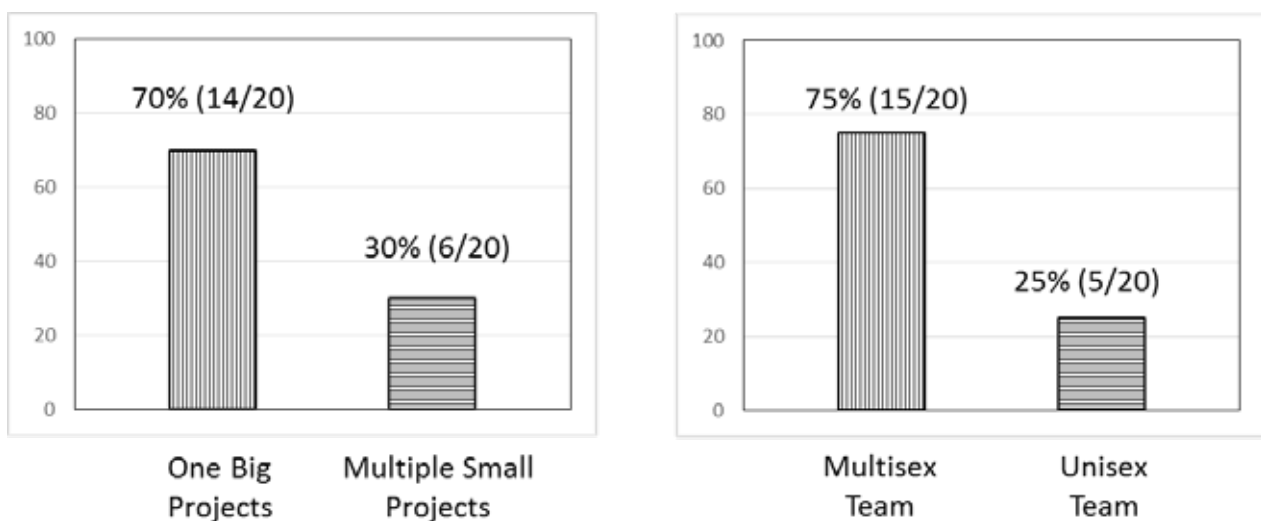 100
80
60
40
20
0
70% (14/20)
30% (6/20)
One Big
Projects
Multiple Small
Projects
100
80
60
40
20
0
75% (15/20)
25% (5/20)
Multisex
Team
Unisex
Team